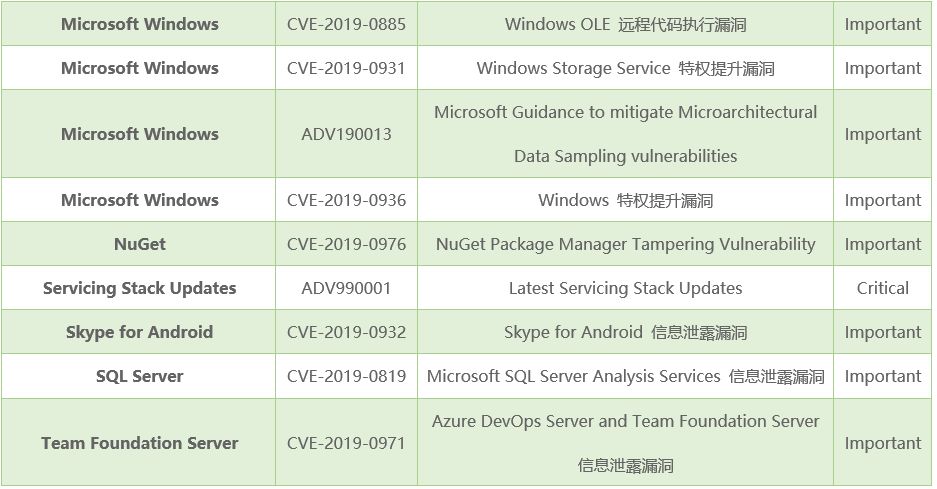 Microsoft Windows CVE-2019-0885 Windows OLE 远程代码执行漏洞 Important
Microsoft Windows CVE-2019-0931 Windows Storage Service 特权提升漏洞 Important
Microsoft Windows ADV190013 Microsoft Guidance to mitigate Microarchitectural
Data Sampling vulnerabilities Important
Microsoft Windows CVE-2019-0936 Windows 特权提升漏洞 Important
NuGet CVE-2019-0976 NuGet Package Manager Tampering Vulnerability Important
Servicing Stack Updates ADV990001 Latest Servicing Stack Updates Critical
Skype for Android CVE-2019-0932 Skype for Android 信息泄露漏洞 Important
SQL Server CVE-2019-0819 Microsoft SQL Server Analysis Services 信息泄露漏洞 Important
Team Foundation Server CVE-2019-0971 Azure DevOps Server and Team Foundation Server
信息泄露漏洞 Important